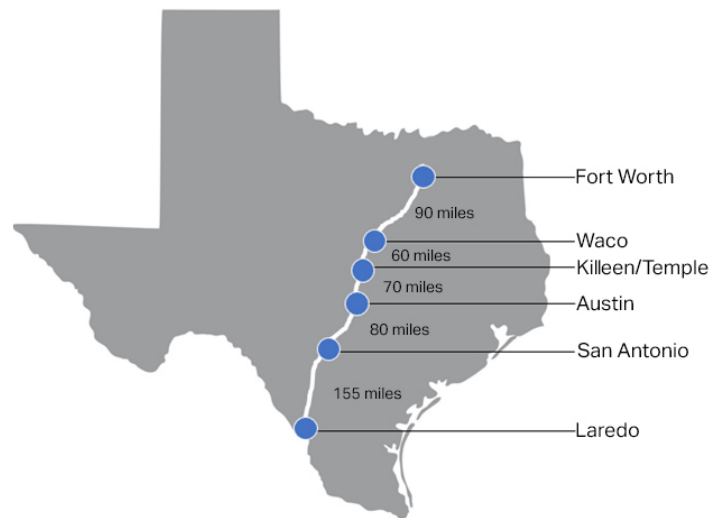 Fort Worth
90 miles
Waco
60 miles
Killeen/Temple
70 miles
Austin
80 miles
San Antonio
155 miles
Laredo